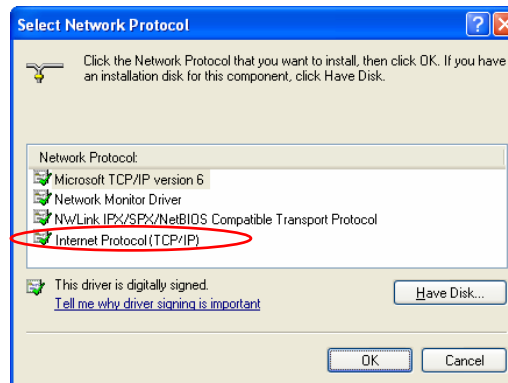 Select Network Protocol
Click the Network Protocol that you want to install, then click OK. If you have
an installation disk for this component, click Have Disk.
Network Protocol:
Microsoft TCP/IP version 6
Network Monitor Driver
NWLink IPX/SPX/NetBIOS Compatible Transport Protocol
Internet Protocol(TCP/IP)
This driver is digitally signed.
Tell me why driver signing is important
Have Disk...
OK
Cancel